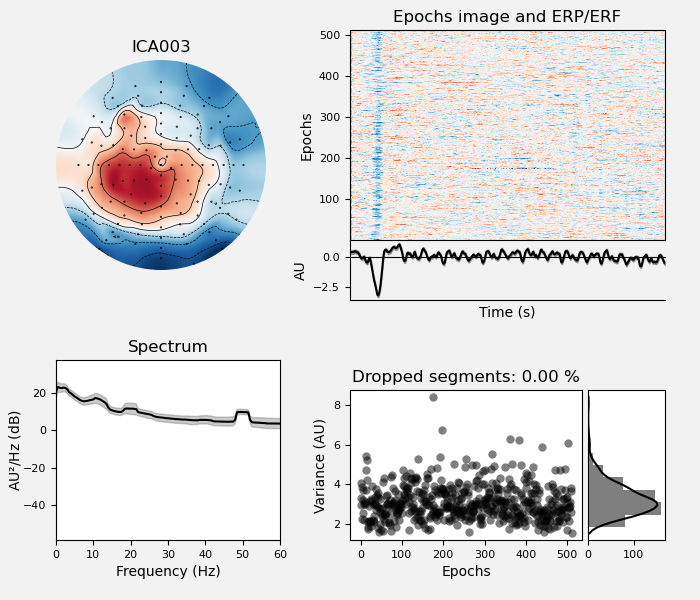 ICA003
Epochs image and ERP/ERF
Epochs
500
400
300
200
100
AU
0.0
−2.5
Time (s)
Spectrum
AU²/Hz (dB)
20
0
−20
−40
0 10 20 30 40 50 60
Frequency (Hz)
Dropped segments: 0.00 %
Variance (AU)
8
6
4
2
0 100 200 300 400 500
Epochs
0 100